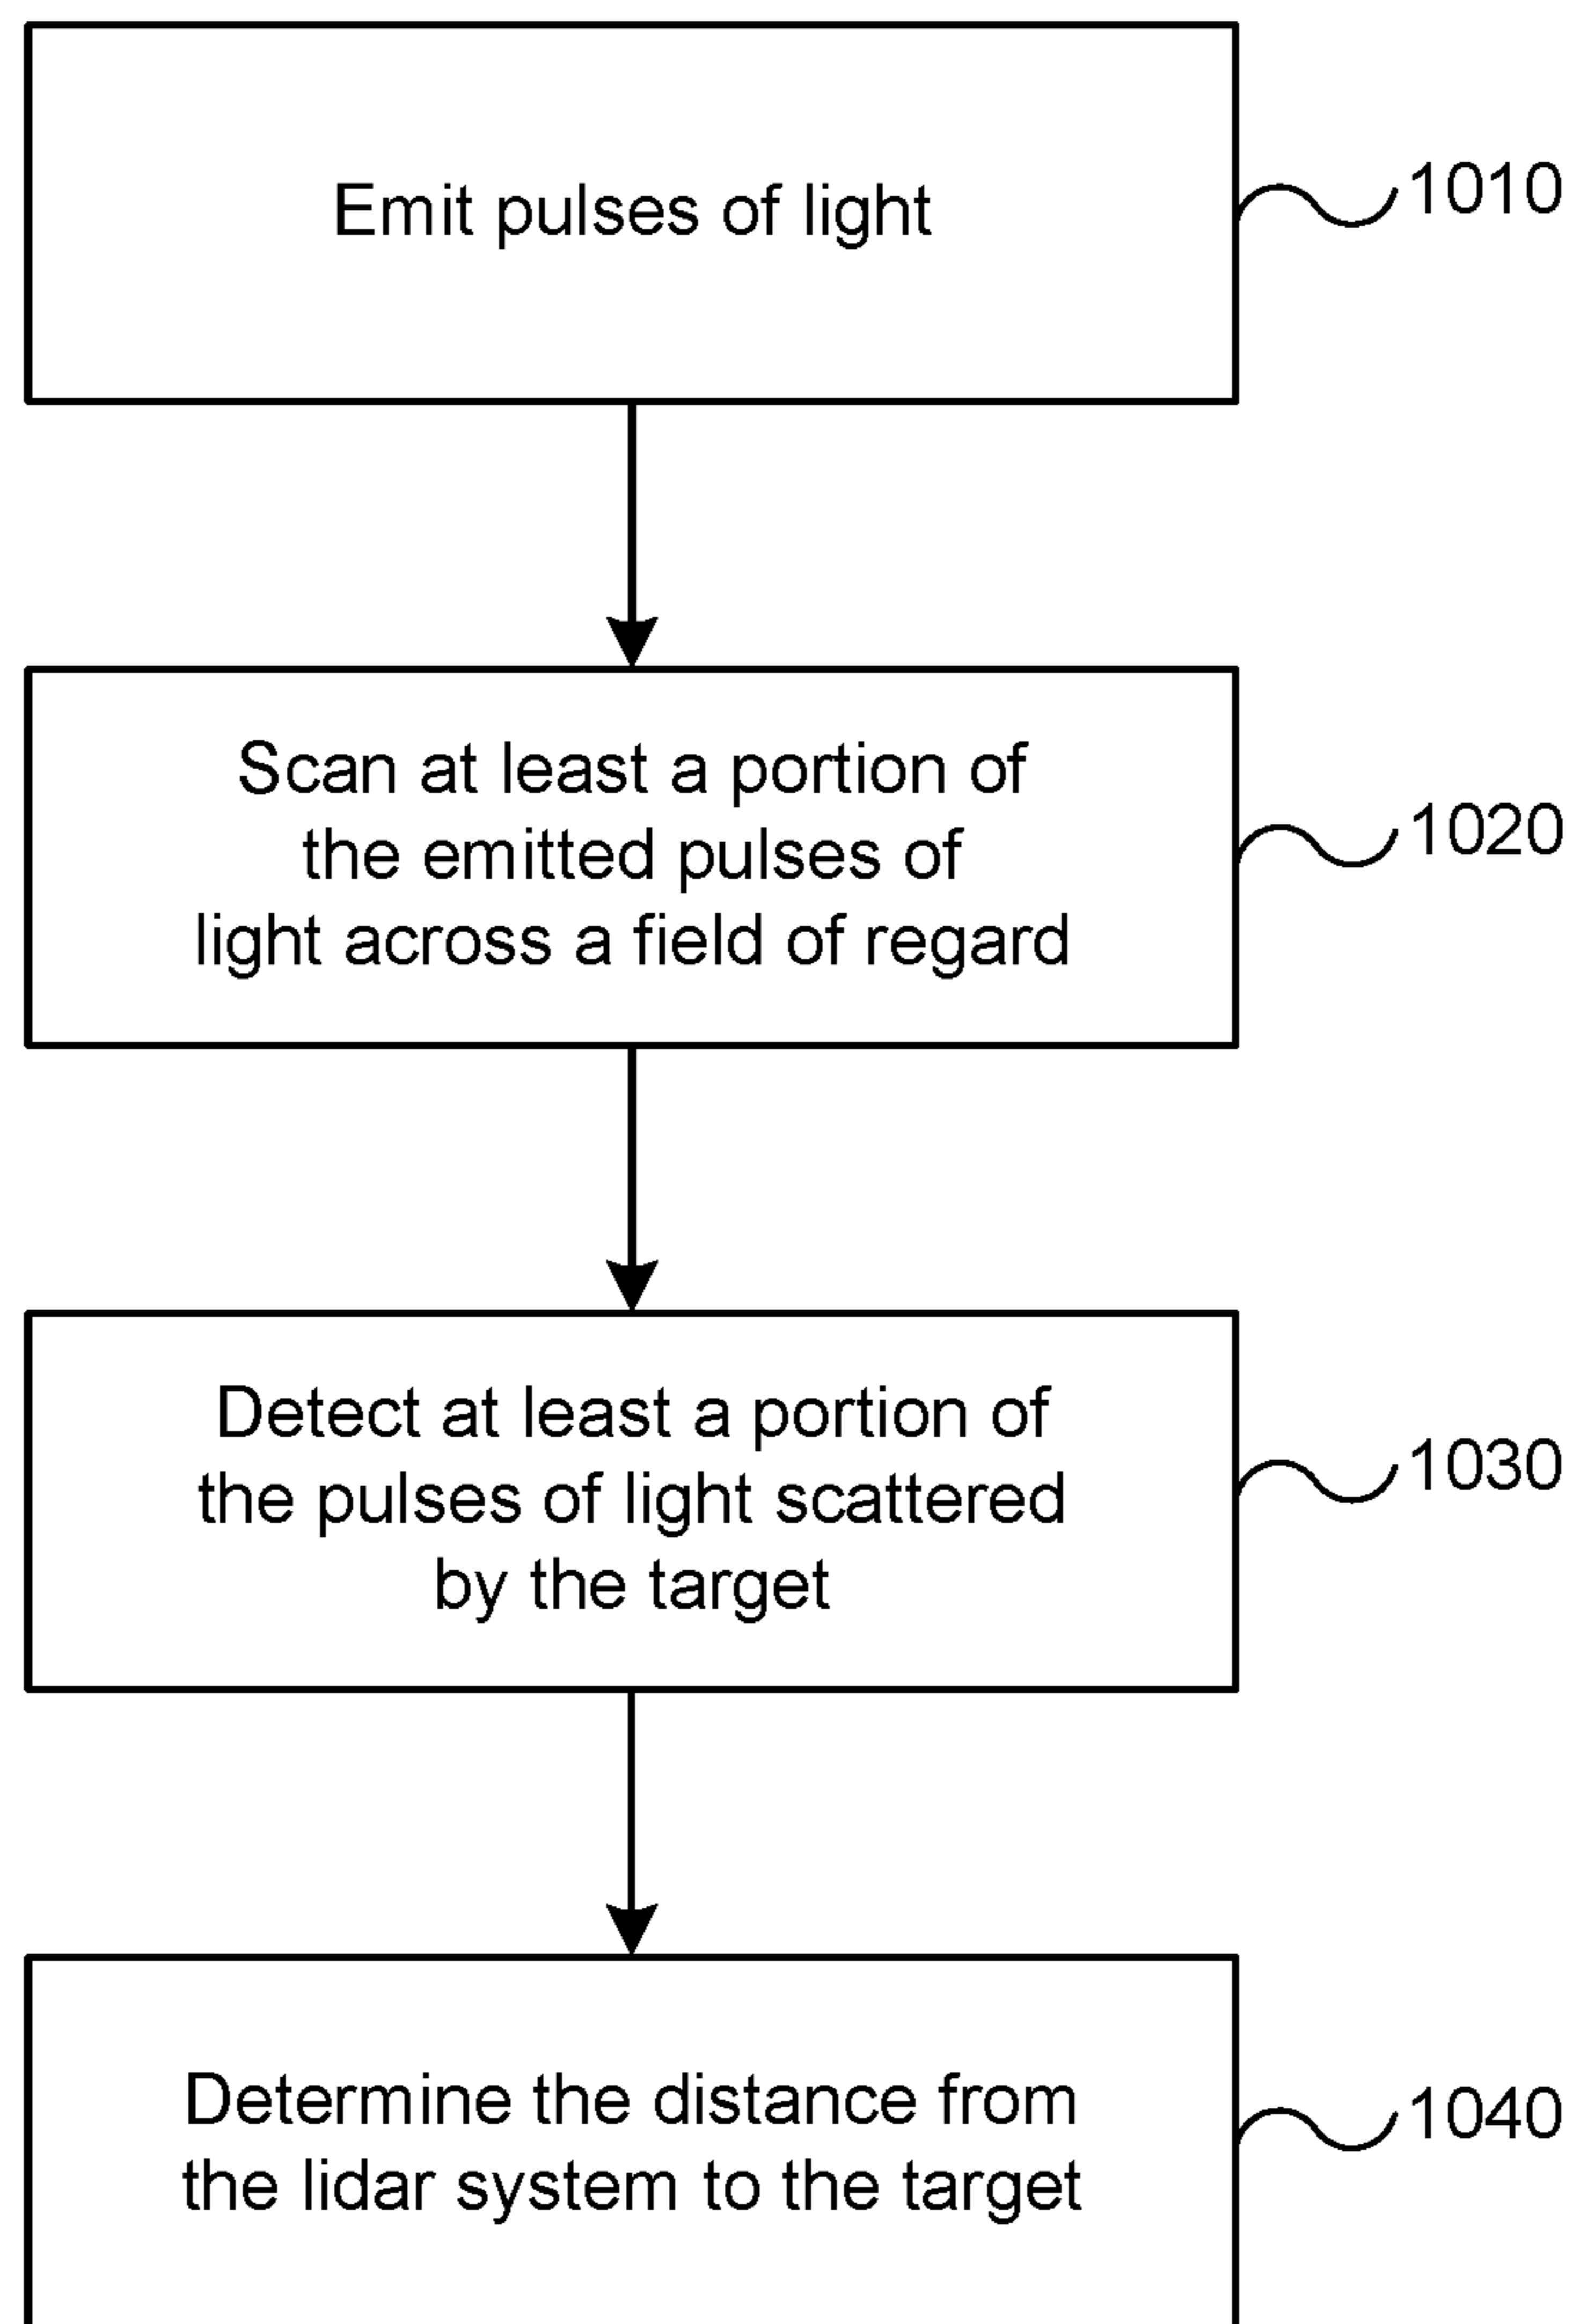 Emit pulses of light
1010
Scan at least a portion of
the emitted pulses of
light across a field of regard
1020
Detect at least a portion of
the pulses of light scattered
by the target
1030
Determine the distance from
the lidar system to the target
1040